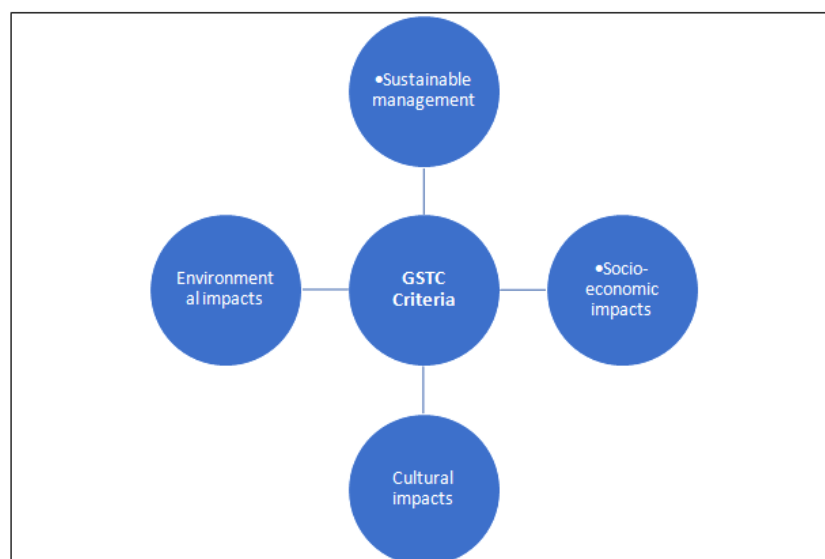 •Sustainable
management
Environment
al impacts
GSTC
Criteria
•Socio-
economic
impacts
Cultural
impacts